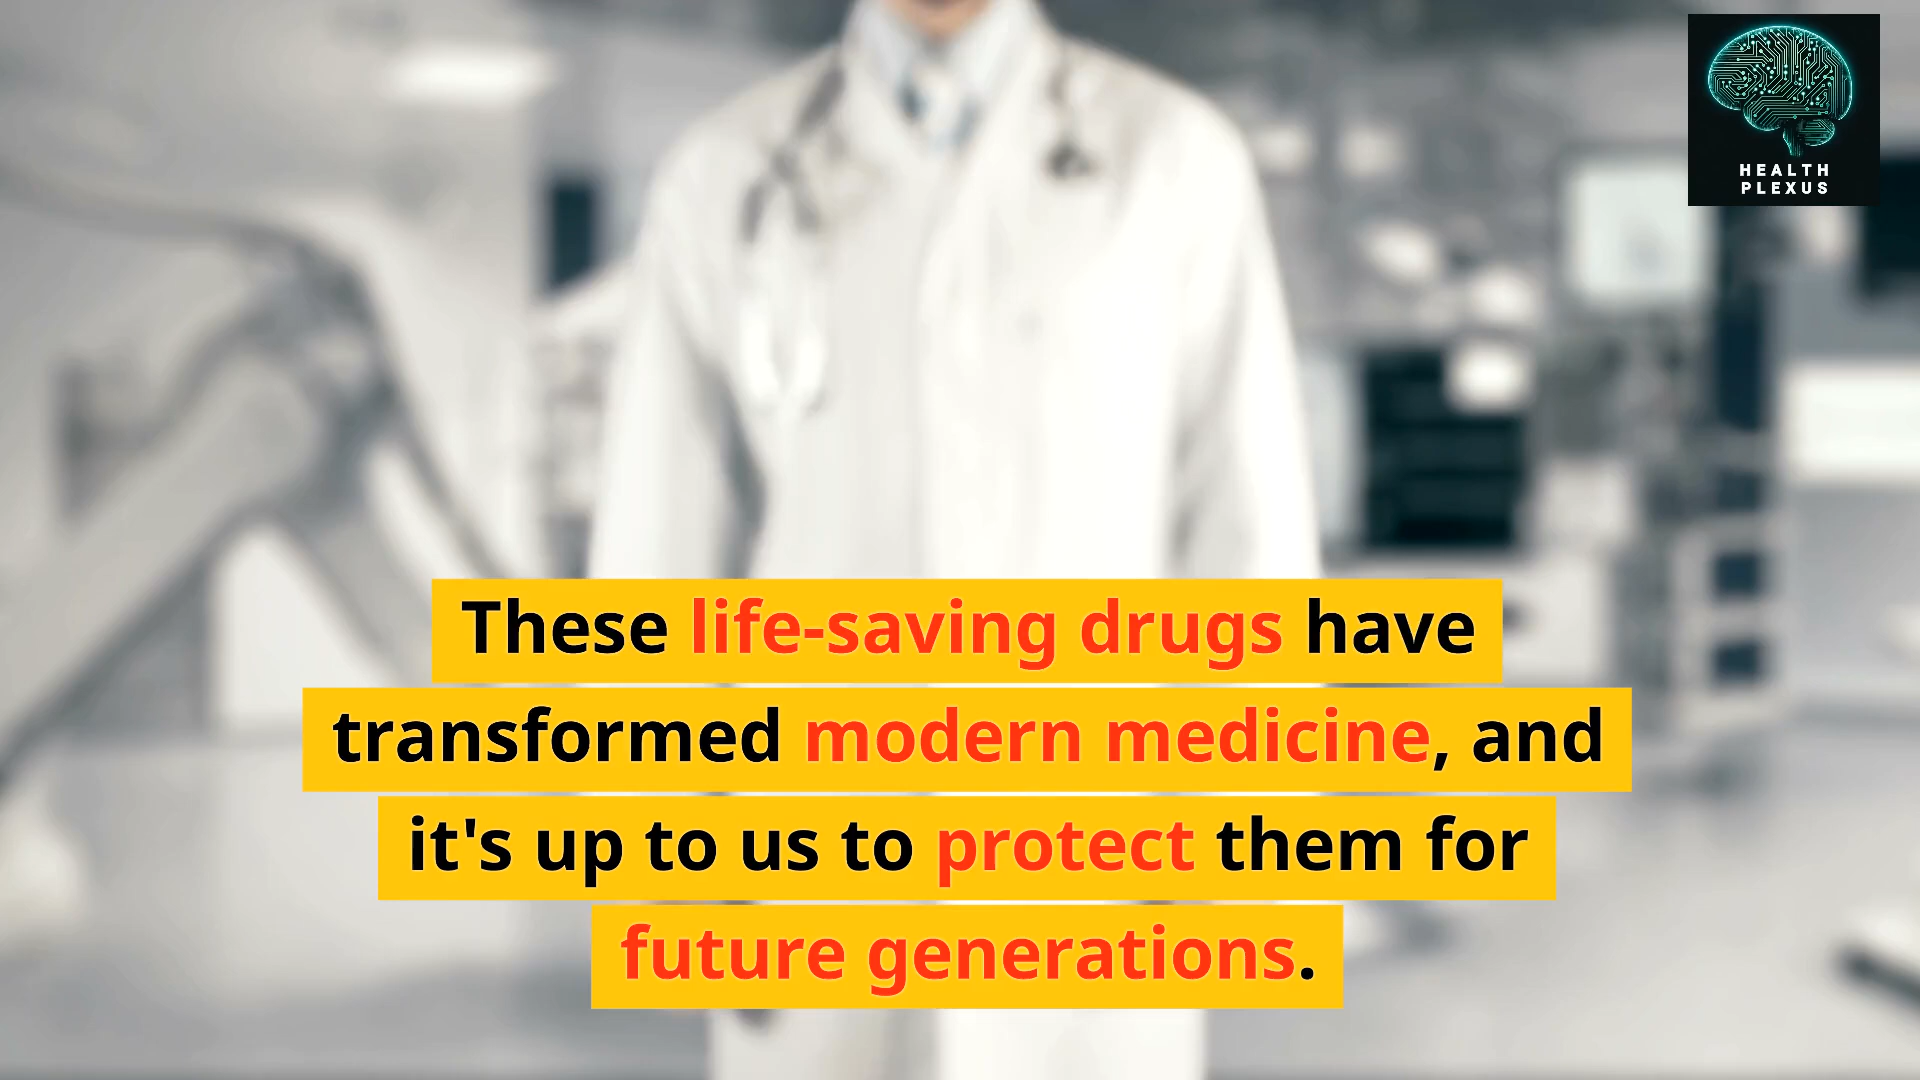 HEALTH
PLEXUS
These life-saving drugs have
transformed modern medicine, and
it's up to us to protect them for
future generations.